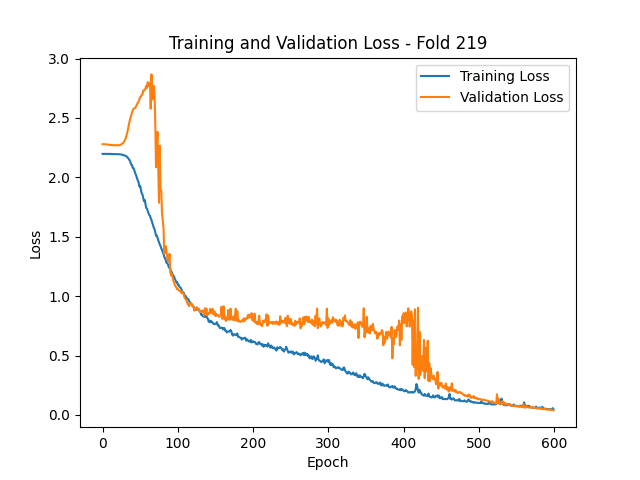 Training and Validation Loss - Fold 219
Training Loss
Validation Loss
Loss
3.0
2.5
2.0
1.5
1.0
0.5
0.0
0 100 200 300 400 500 600
Epoch